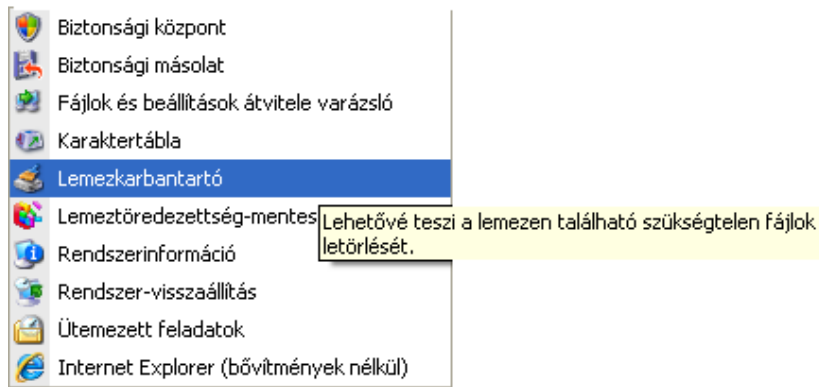 Biztonsági központ
Biztonsági másolat
Fájlok és beállítások átvitele varázsló
Karaktertábla
Lemezkarbantartó
Lemeztöredezettség-mentes
Lehetővé teszi a lemezen található szükségtelen fájlok
letörlését.
Rendszerinformáció
Rendszer-visszaállítás
Ütemezett feladatok
Internet Explorer (bővítmények nélkül)